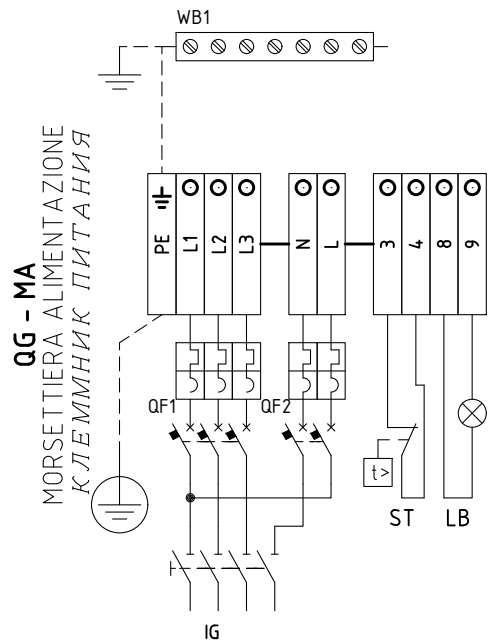 WB1
QG - MA
MORSETTIERA ALIMENTAZIONE
КЛЕММНИК ПИТАНИЯ
PE L1 L2 L3 N L 3 4 8 9
QF1 QF2
t>
ST LB
IG